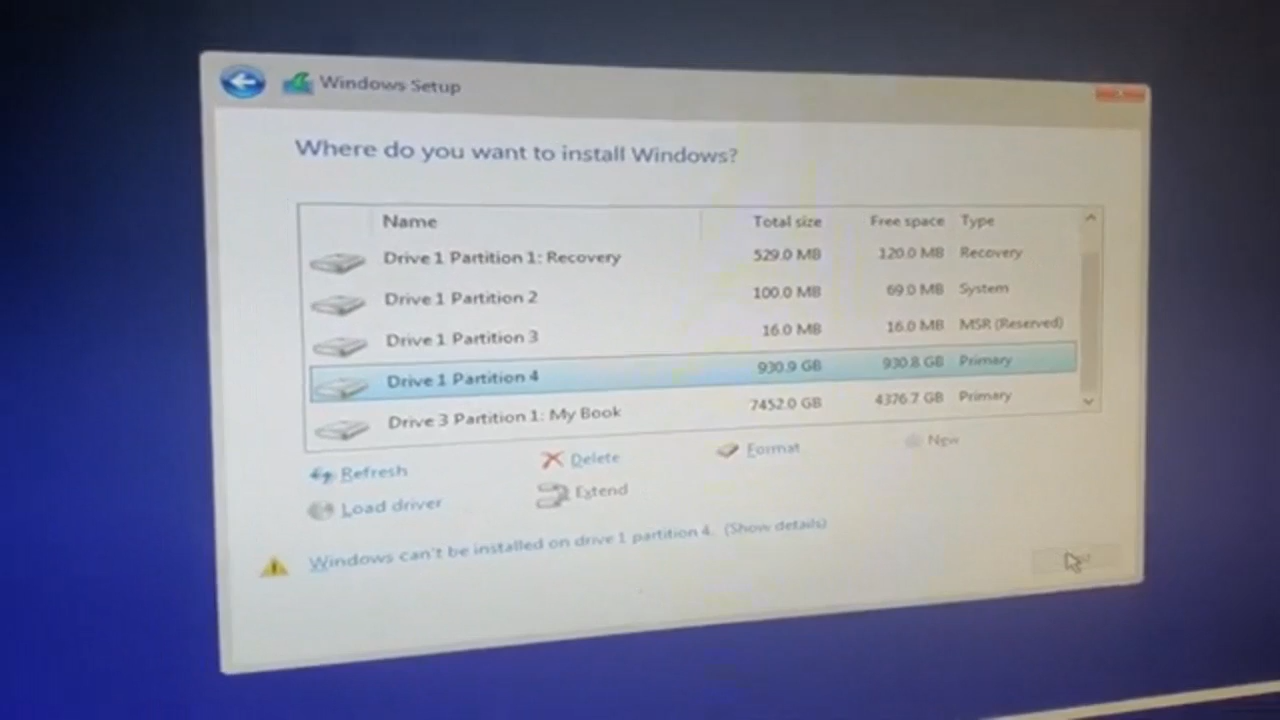 Windows Setup
Where do you want to install Windows?
Name Total size Free space Type
Drive 1 Partition 1: Recovery 529.0 MB 120.0 MB Recovery
Drive 1 Partition 2 100.0 MB 69.0 MB System
Drive 1 Partition 3 16.0 MB 16.0 MB MSR (Reserved)
Drive 1 Partition 4 930.9 GB 930.8 GB Primary
Drive 3 Partition 1: My Book 7452.0 GB 4376.7 GB Primary
Refresh Delete Format New
Load driver Extend
Windows can't be installed on drive 1 partition 4. (Show details)